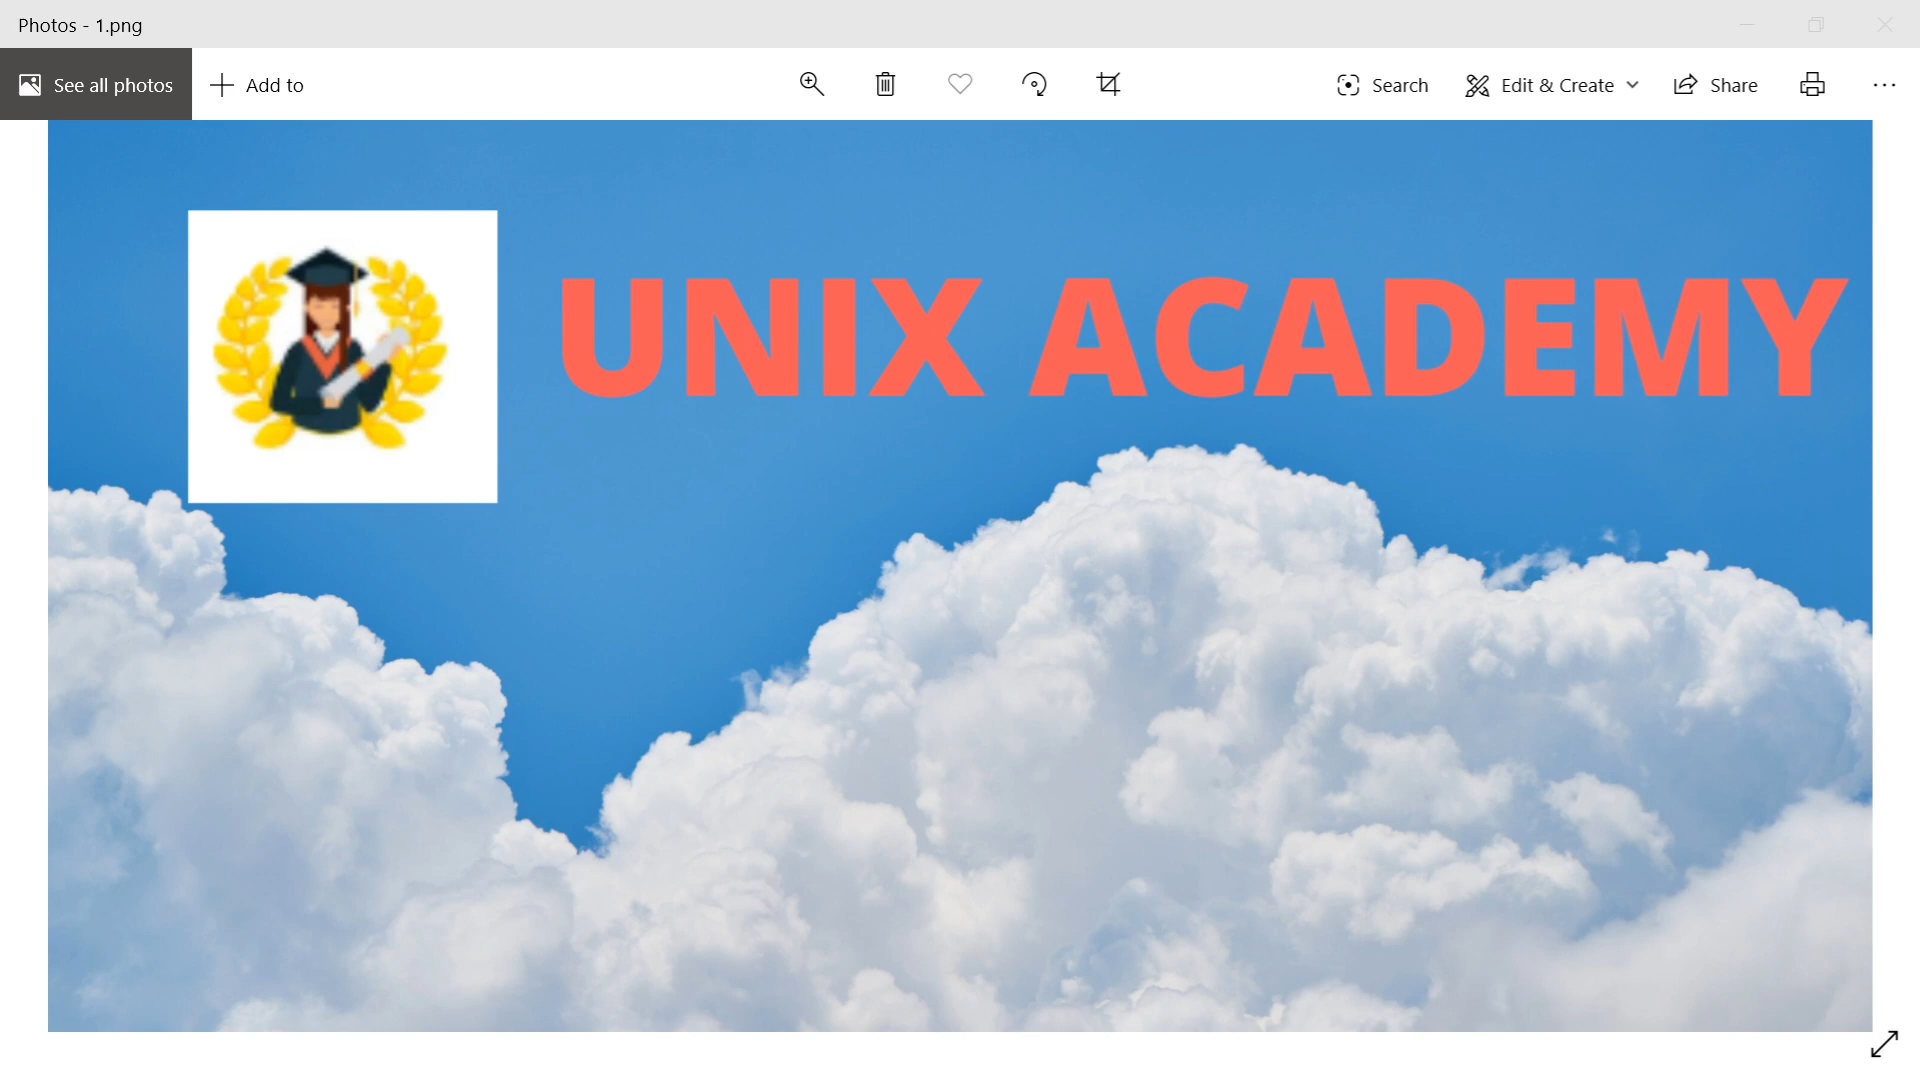 Photos - 1.png
See all photos
Add to
Search
Edit & Create
Share
UNIX ACADEMY